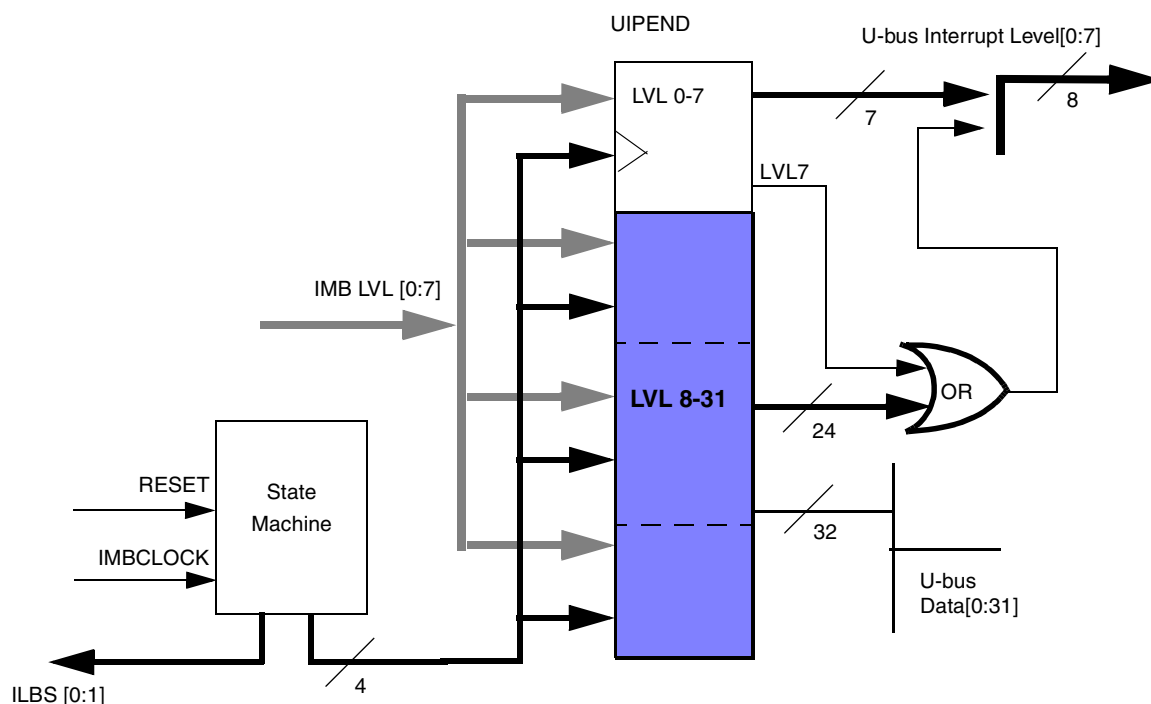 UIPEND
U-bus Interrupt Level[0:7]
LVL 0-7
7
8
LVL7
IMB LVL [0:7]
LVL 8-31
OR
24
RESET
State
Machine
32
IMBCLOCK
U-bus
Data[0:31]
4
ILBS [0:1]